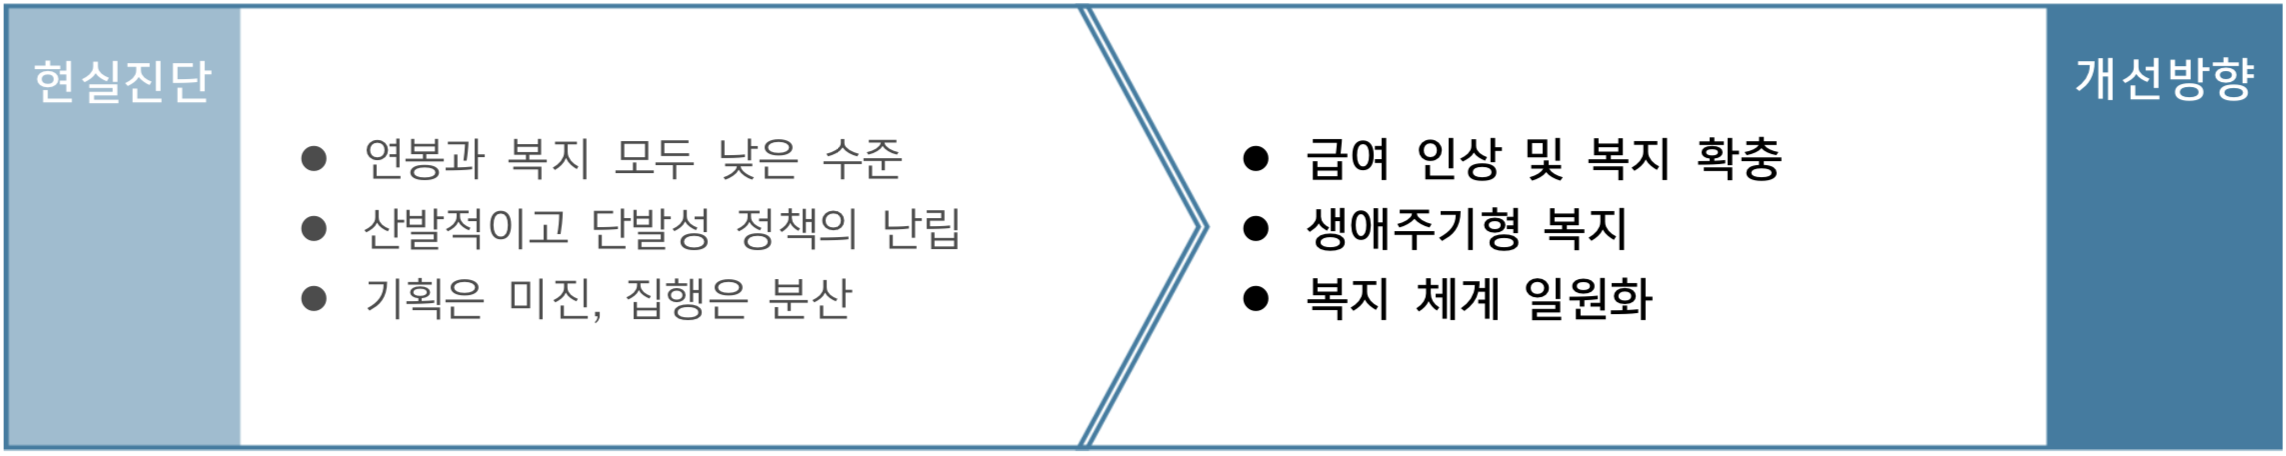 현실진단
● 연봉과 복지 모두 낮은 수준
● 산발적이고 단발성 정책의 난립
● 기획은 미진, 집행은 분산
● 급여 인상 및 복지 확충
● 생애주기형 복지
● 복지 체계 일원화
개선방향